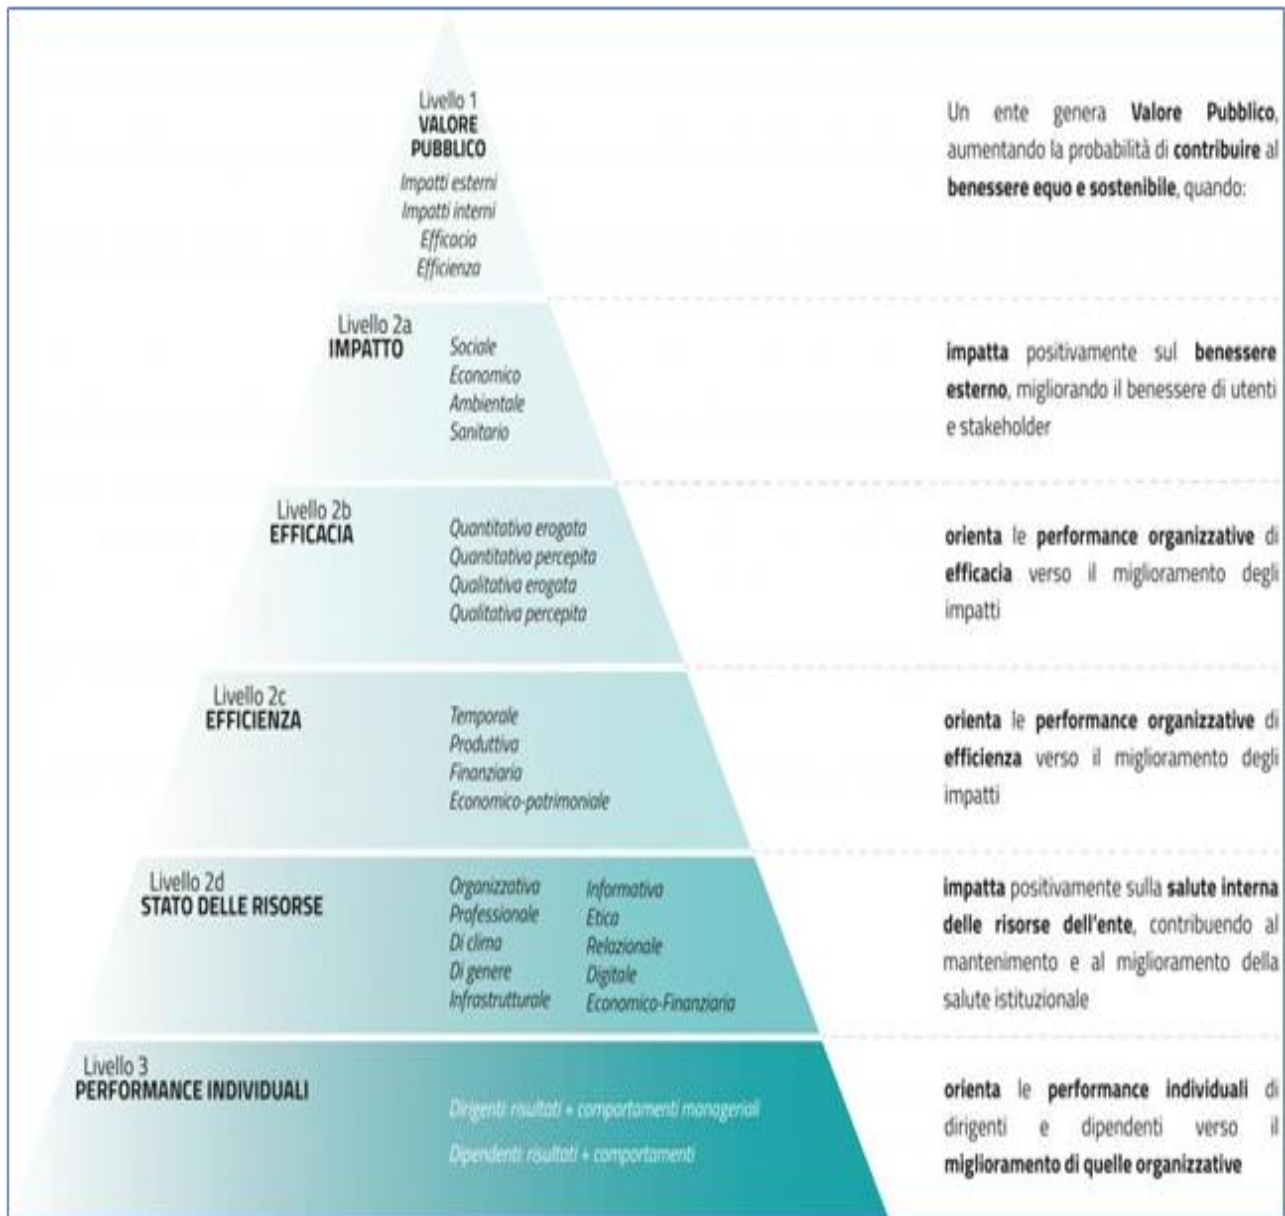 Livello 1
VALORE
PUBBLICO
Impatti esterni
Impatti interni
Efficacia
Efficienza
Un ente genera Valore Pubblico,
aumentando la probabilità di contribuire al
benessere equo e sostenibile, quando:
Livello 2a
IMPATTO
Sociale
Economico
Ambientale
Sanitario
impatta positivamente sul benessere
esterno, migliorando il benessere di utenti
e stakeholder
Livello 2b
EFFICACIA
Quantitativa erogata
Quantitativa percepita
Qualitativa erogata
Qualitativa percepita
orienta le performance organizzative di
efficacia verso il miglioramento degli
impatti
Livello 2c
EFFICIENZA
Temporale
Produttiva
Finanziaria
Economico-patrimoniale
orienta le performance organizzative di
efficienza verso il miglioramento degli
impatti
Livello 2d
STATO DELLE RISORSE
Organizzativa
Professionale
Di clima
Di genere
Infrastrutturale
Informativa
Etica
Relazionale
Digitale
Economico-Finanziaria
impatta positivamente sulla salute interna
delle risorse dell'ente, contribuendo al
mantenimento e al miglioramento della
salute istituzionale
Livello 3
PERFORMANCE INDIVIDUALI
Dirigenti: risultati + comportamenti manageriali
Dipendenti: risultati + comportamenti
orienta le performance individuali di
dirigenti e dipendenti verso il
miglioramento di quelle organizzative